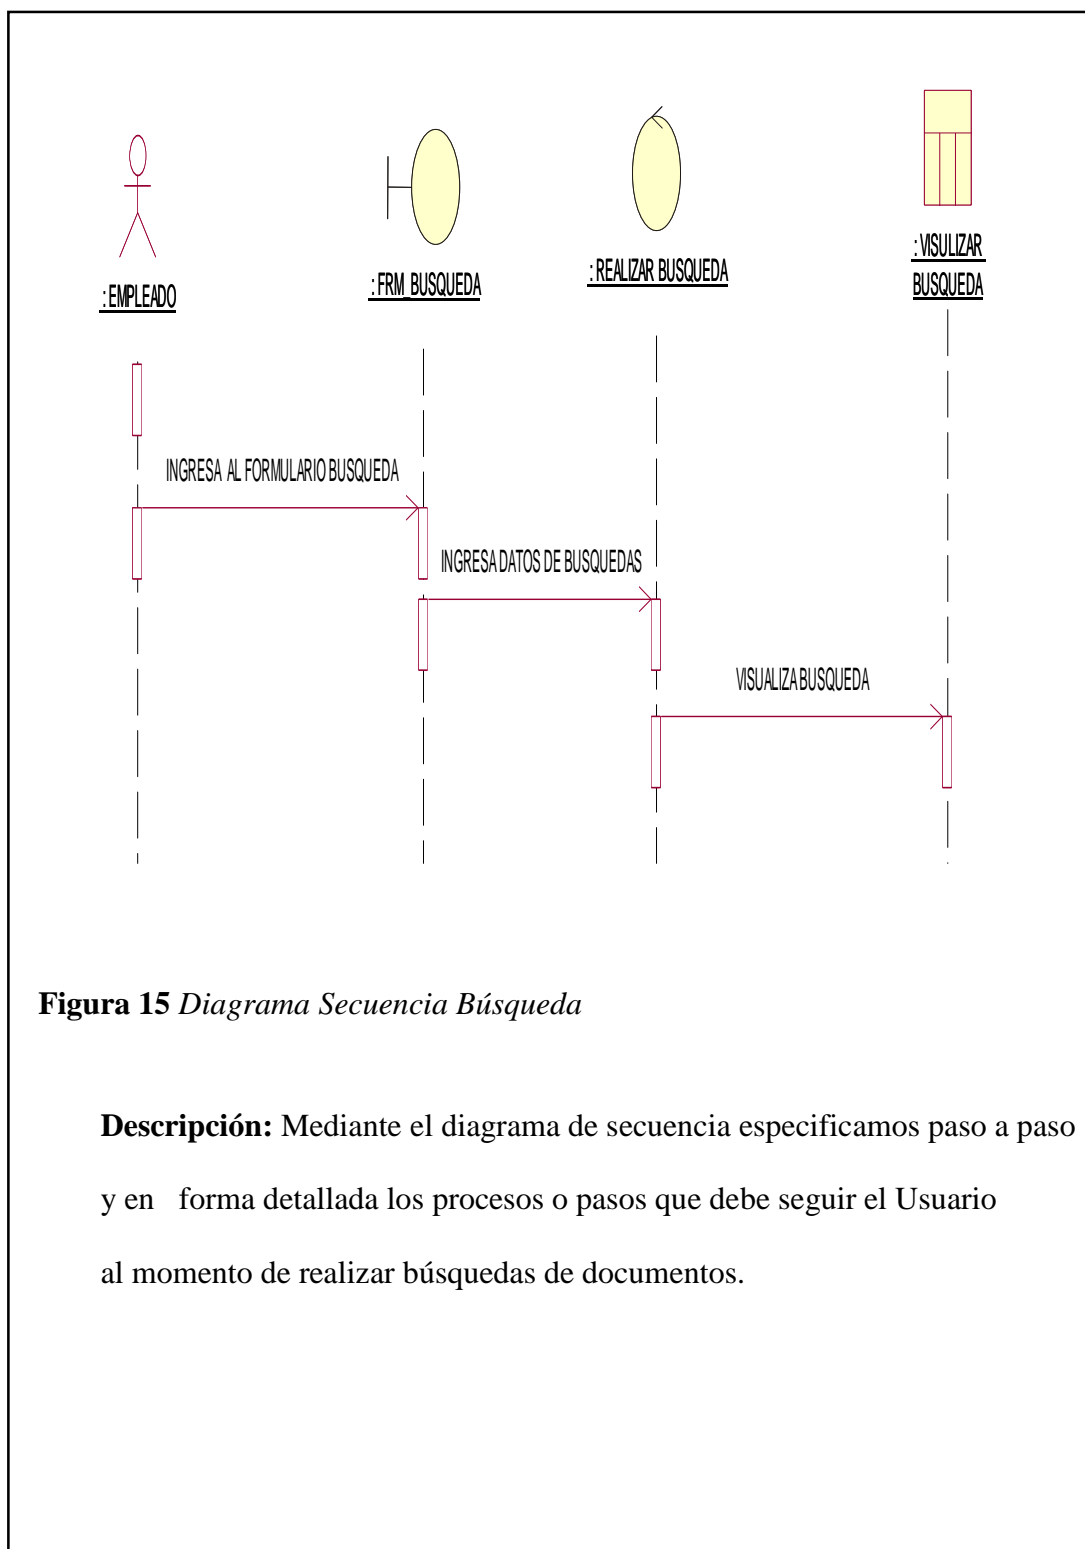 : EMPLEADO
: FRM_BUSQUEDA
: REALIZAR BUSQUEDA
: VISULIZAR
BUSQUEDA
INGRESA AL FORMULARIO BUSQUEDA
INGRESA DATOS DE BUSQUEDAS
VISUALIZA BUSQUEDA
Figura 15 Diagrama Secuencia Búsqueda
Descripción: Mediante el diagrama de secuencia especificamos paso a paso
y en forma detallada los procesos o pasos que debe seguir el Usuario
al momento de realizar búsquedas de documentos.